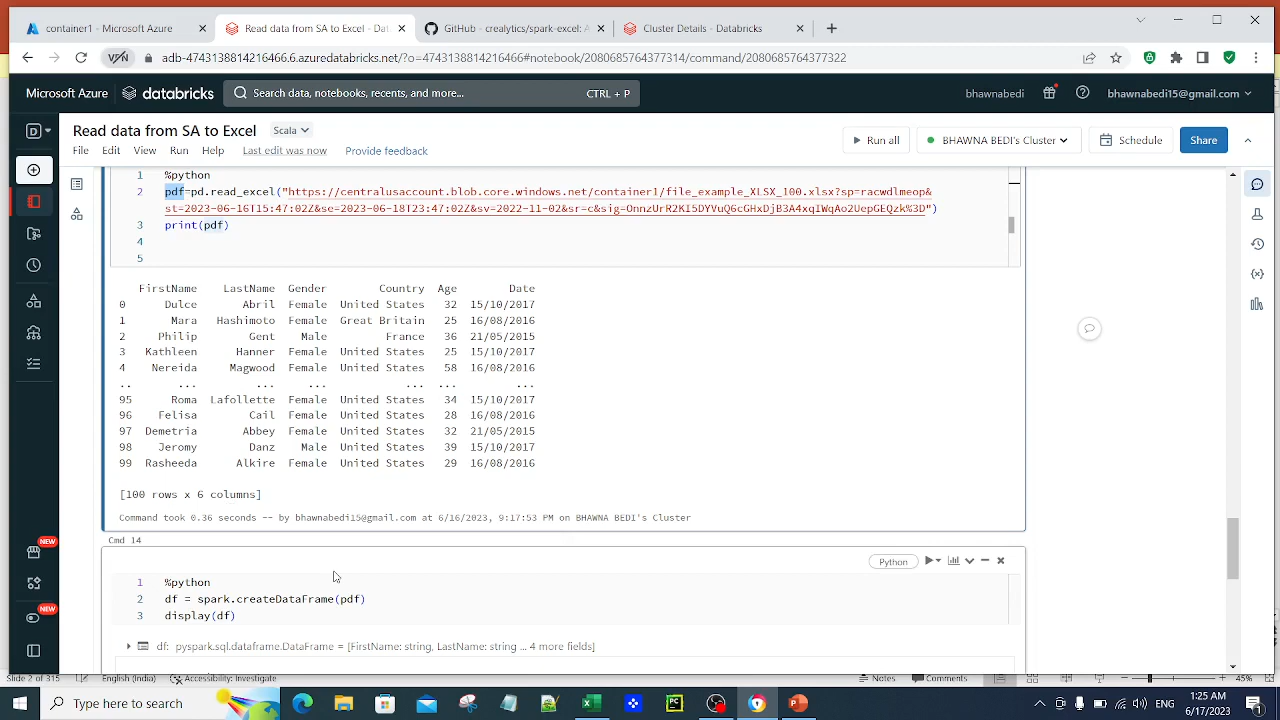 container1 - Microsoft Azure
Read data from SA to Excel - Dat
GitHub - crealytics/spark-excel: A
Cluster Details - Databricks
VPN
adb-4743138814216466.6.azuredatabricks.net/?o=4743138814216466#notebook/2080685764377314/command/2080685764377322
Microsoft Azure
databricks
Search data, notebooks, recents, and more...
CTRL + P
bhawnabedi
bhawnabedi15@gmail.com
D
Read data from SA to Excel
Scala
File Edit View Run Help Last edit was now Provide feedback
Run all
BHAWNA BEDI's Cluster
Schedule
Share
1 %python
2 pdf=pd.read_excel("https://centralusaccount.blob.core.windows.net/container1/file_example_XLSX_100.xlsx?sp=racwdlmeop&
st=2023-06-16T15:47:02Z&se=2023-06-18T23:47:02Z&sv=2022-11-02&sr=c&sig=OnnzUrR2KI5DYVuQ6cGHxDjB3A4xqIWqAo2UepGEQzk%3D")
3 print(pdf)
4
5
FirstName LastName Gender Country Age Date
0 Dulce Abril Female United States 32 15/10/2017
1 Mara Hashimoto Female Great Britain 25 16/08/2016
2 Philip Gent Male France 36 21/05/2015
3 Kathleen Hanner Female United States 25 15/10/2017
4 Nereida Magwood Female United States 58 16/08/2016
.. ... ... ... ... ... ...
95 Roma Lafollette Female United States 34 15/10/2017
96 Felisa Cail Female United States 28 16/08/2016
97 Demetria Abbey Female United States 32 21/05/2015
98 Jeromy Danz Male United States 39 15/10/2017
99 Rasheeda Alkire Female United States 29 16/08/2016
[100 rows x 6 columns]
Command took 0.36 seconds -- by bhawnabedi15@gmail.com at 6/16/2023, 9:17:53 PM on BHAWNA BEDI's Cluster
Cmd 14
Python
1 %python
2 df = spark.createDataFrame(pdf)
3 display(df)
df: pyspark.sql.dataframe.DataFrame = [FirstName: string, LastName: string ... 4 more fields]
NEW
NEW
Slide 2 of 315
English (India)
Accessibility: Investigate
Notes
Comments
45%
Type here to search
ENG
1:25 AM
6/17/2023